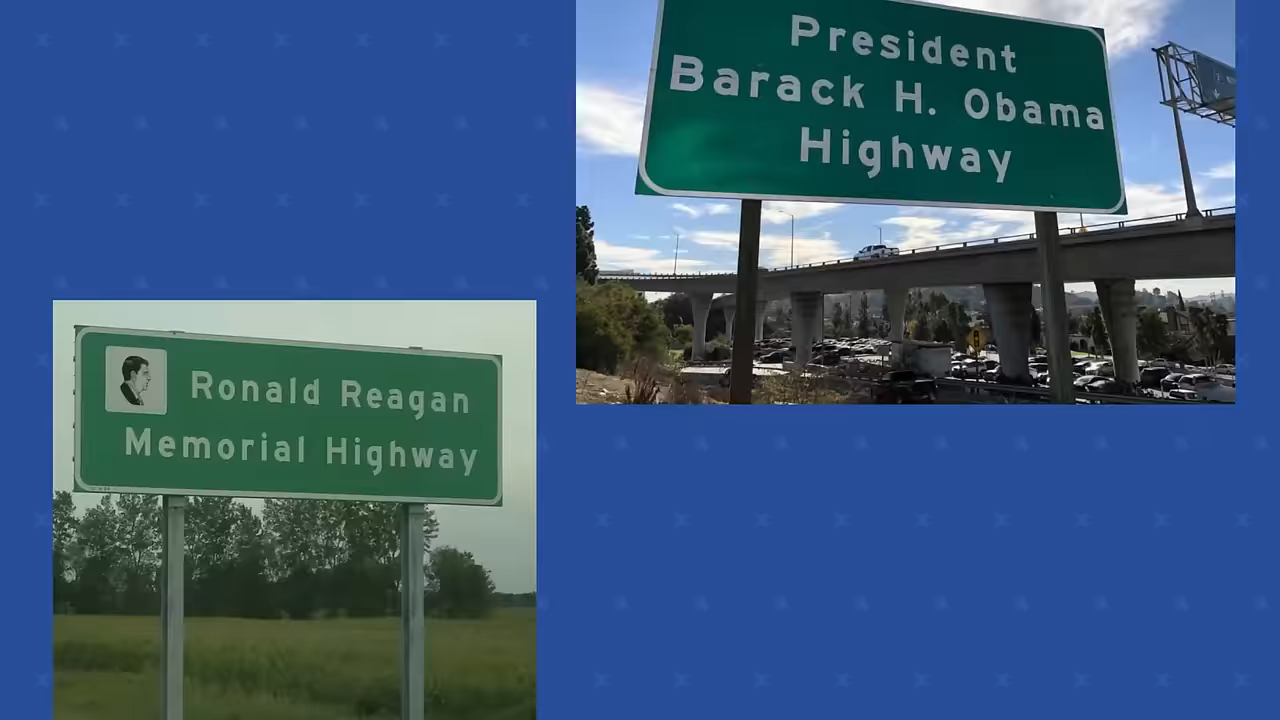 President
Barack H. Obama
Highway
Ronald Reagan
Memorial Highway